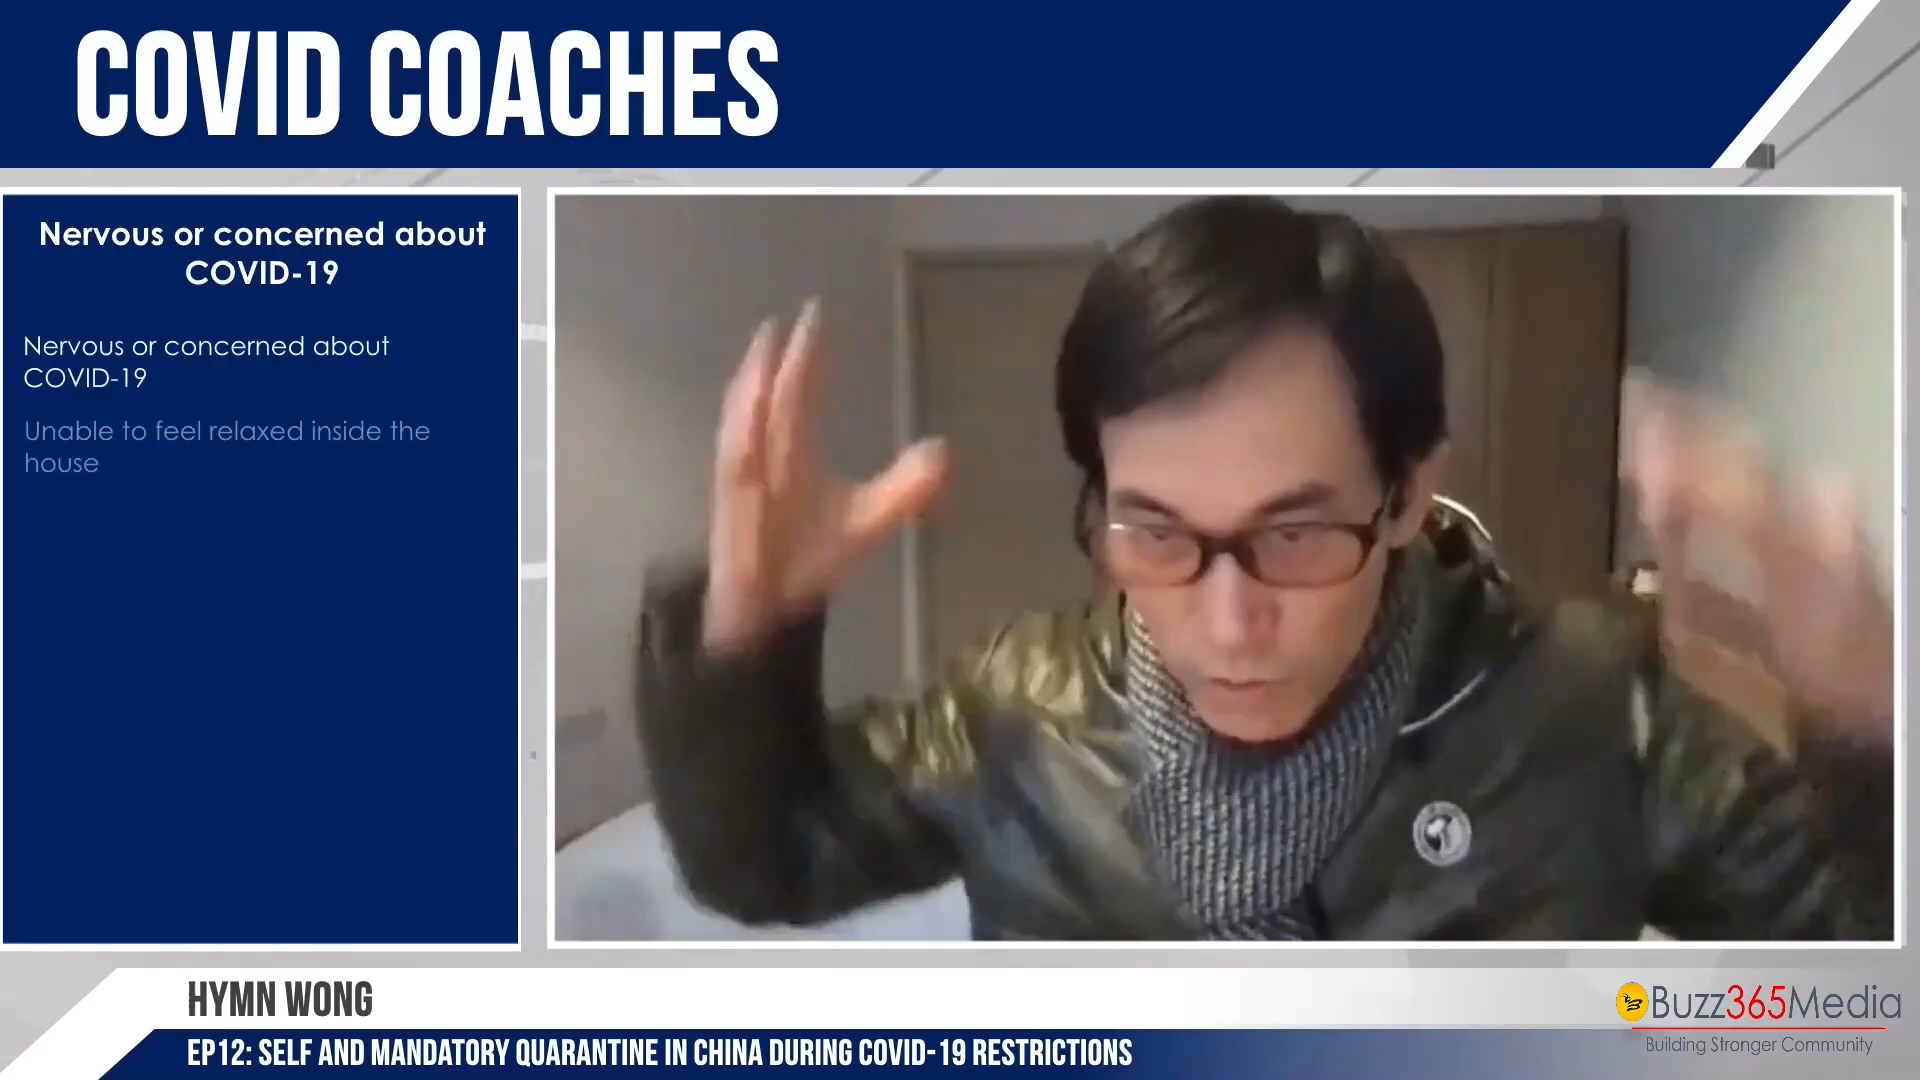 COVID COACHES
Nervous or concerned about
COVID-19
Nervous or concerned about
COVID-19
Unable to feel relaxed inside the
house
HYMN WONG
EP12: SELF AND MANDATORY QUARANTINE IN CHINA DURING COVID-19 RESTRICTIONS
Buzz365Media
Building Stronger Community